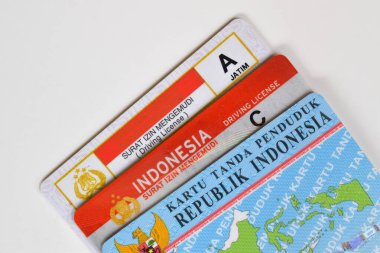 SURAT IZIN MENGEMUDI
( Driving License )
A
JATIM
INDONESIA
SURAT IZIN MENGEMUDI
DRIVING LICENSE
C
KARTU TANDA PENDUDUK
REPUBLIK INDONESIA